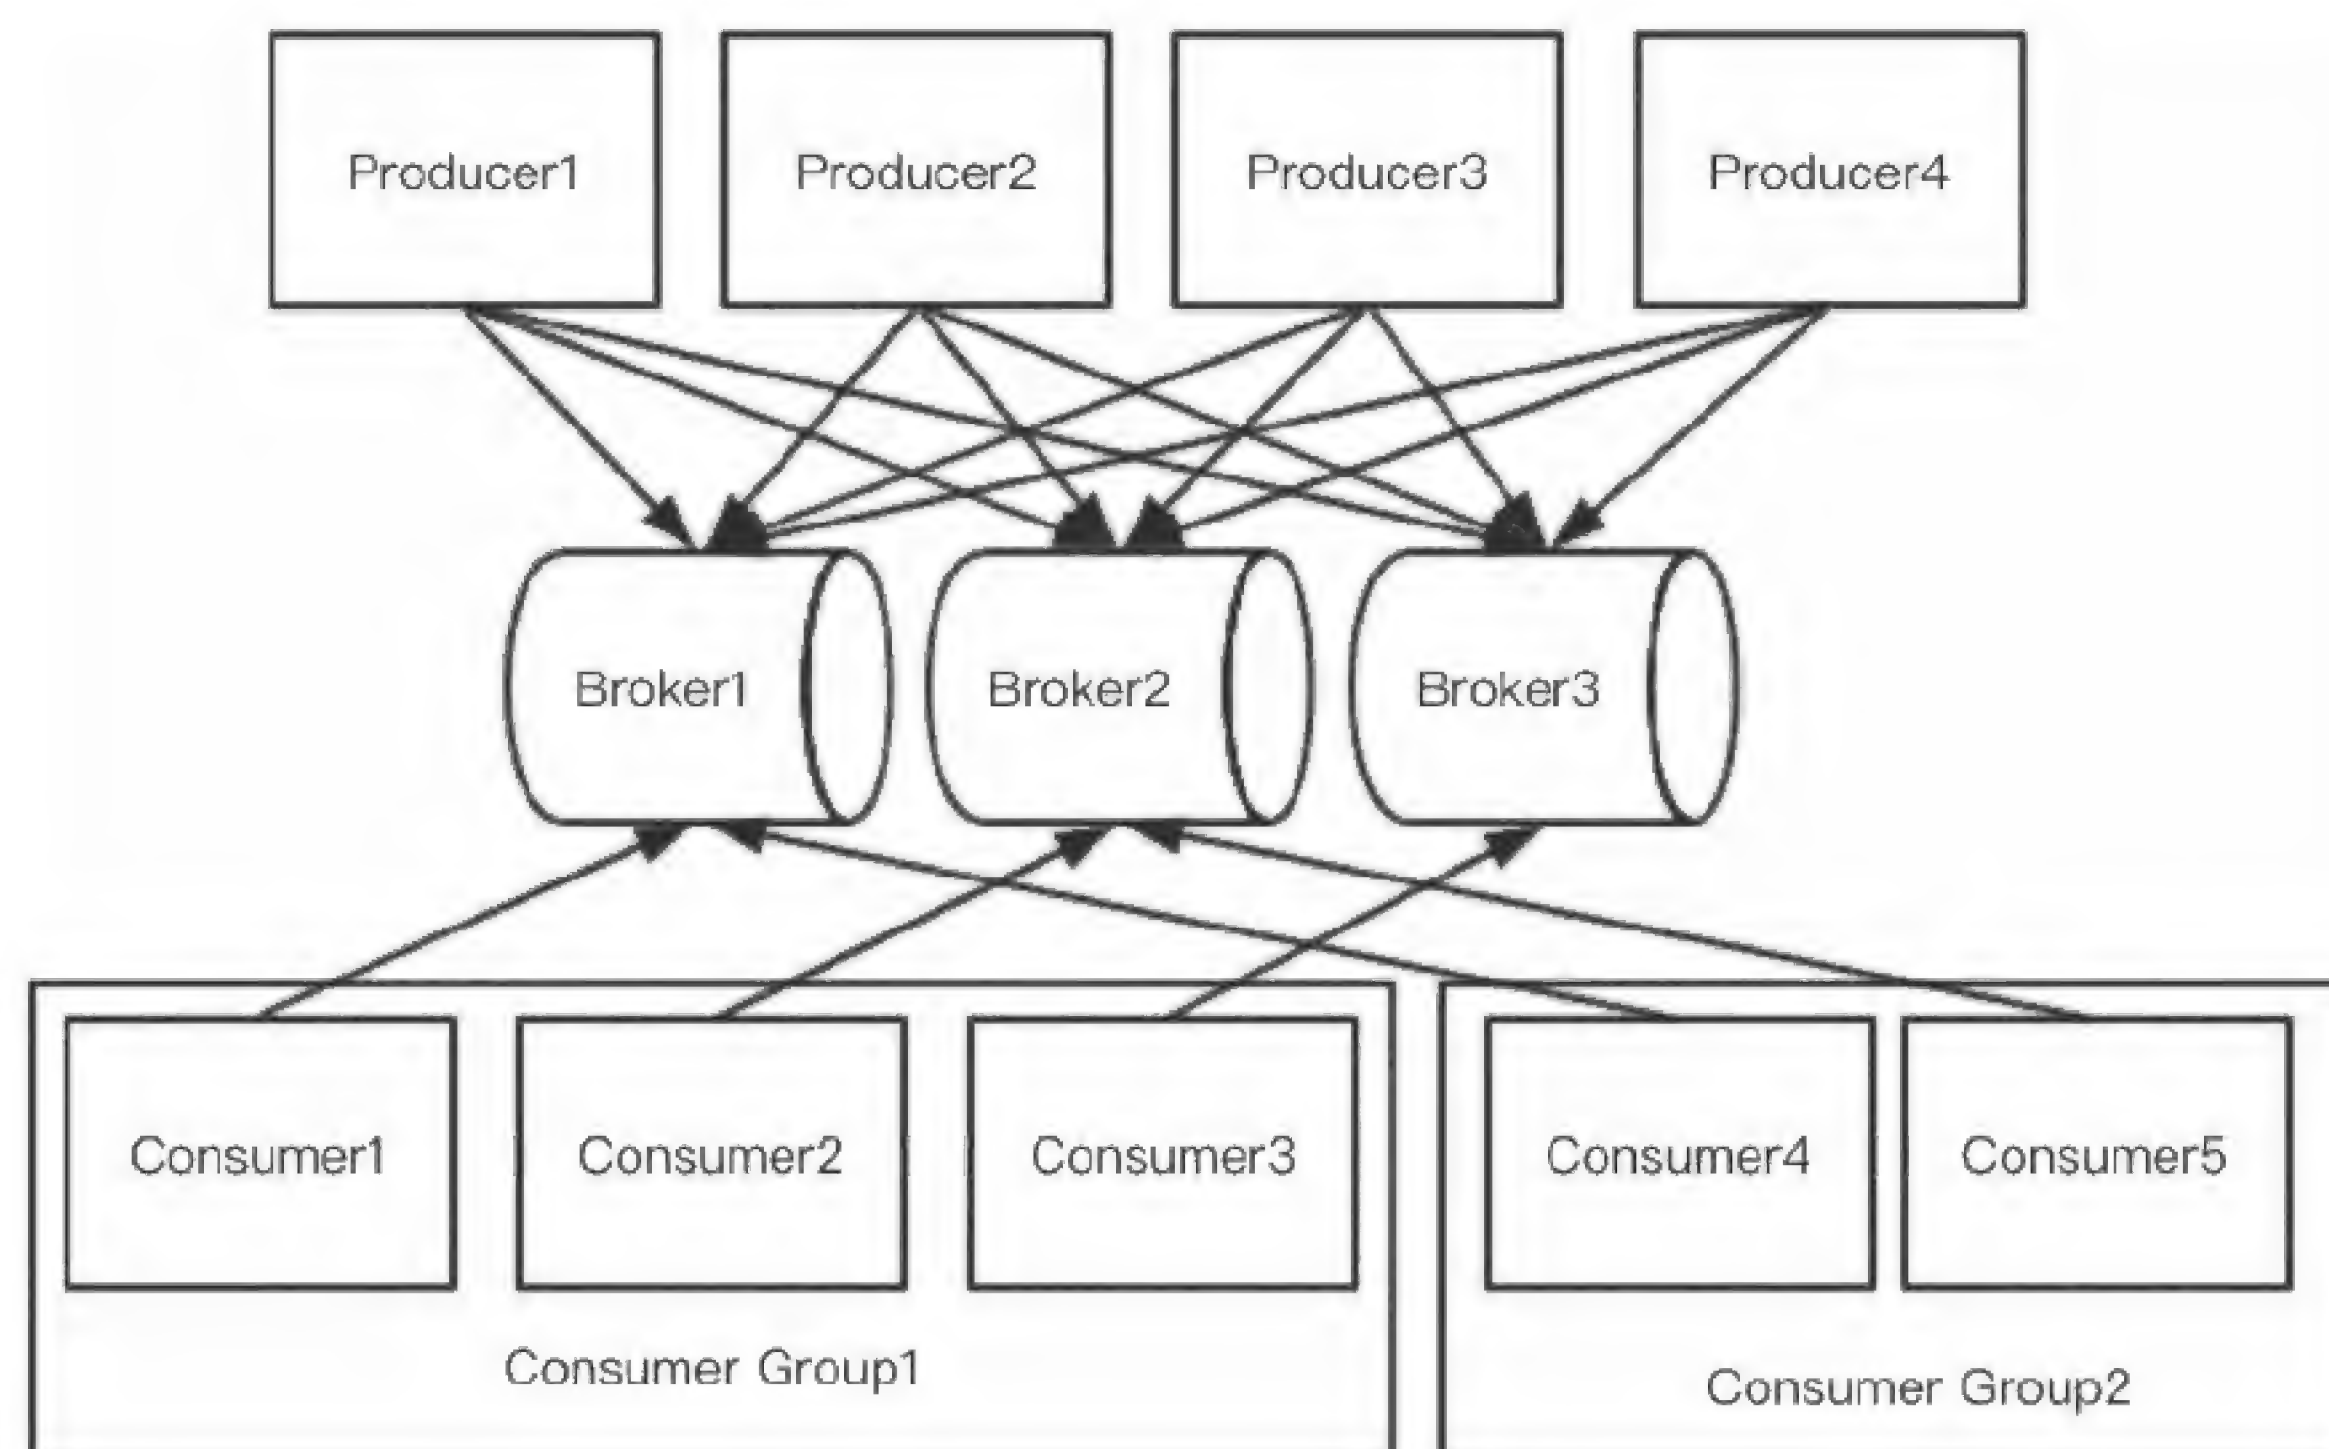 Producer1
Producer2
Producer3
Producer4
Broker1
Broker2
Broker3
Consumer1
Consumer2
Consumer3
Consumer4
Consumer5
Consumer Group1
Consumer Group2